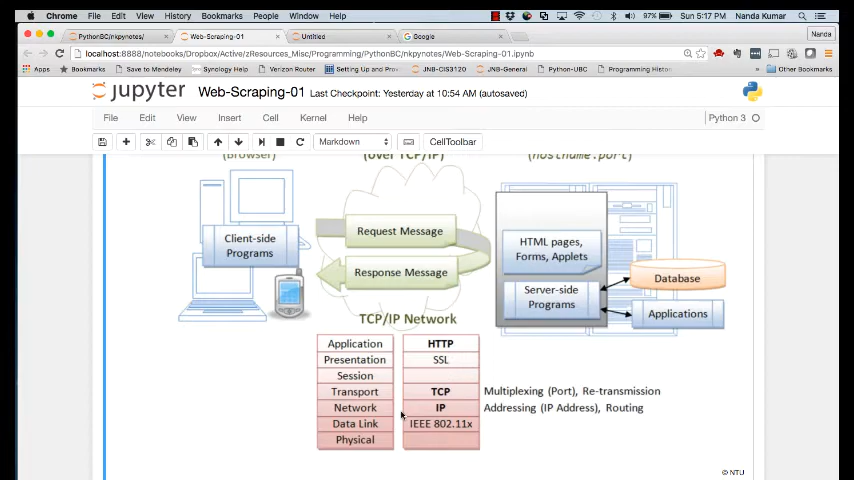 Chrome File Edit View History Bookmarks People Window Help 97% Sun 5:17 PM Nanda Kumar
PythonBC/nkpynotes/ Web-Scraping-01 Untitled Google Nanda
localhost:8888/notebooks/Dropbox/Active/zResources_Misc/Programming/PythonBC/nkpynotes/Web-Scraping-01.ipynb
Apps Bookmarks Save to Mendeley Synology Help Verizon Router Setting Up and Pro JNB-CIS3120 JNB-General Python-UBC Programming Histor Other Bookmarks
jupyter Web-Scraping-01 Last Checkpoint: Yesterday at 10:54 AM (autosaved)
File Edit View Insert Cell Kernel Help Python 3
Markdown CellToolbar
(Browser) (over TCP/IP) (hostname:port)
Client-side
Programs
Request Message
Response Message
HTML pages,
Forms, Applets
Server-side
Programs
Database
Applications
TCP/IP Network
Application HTTP
Presentation SSL
Session
Transport TCP Multiplexing (Port), Re-transmission
Network IP Addressing (IP Address), Routing
Data Link IEEE 802.11x
Physical
© NTU